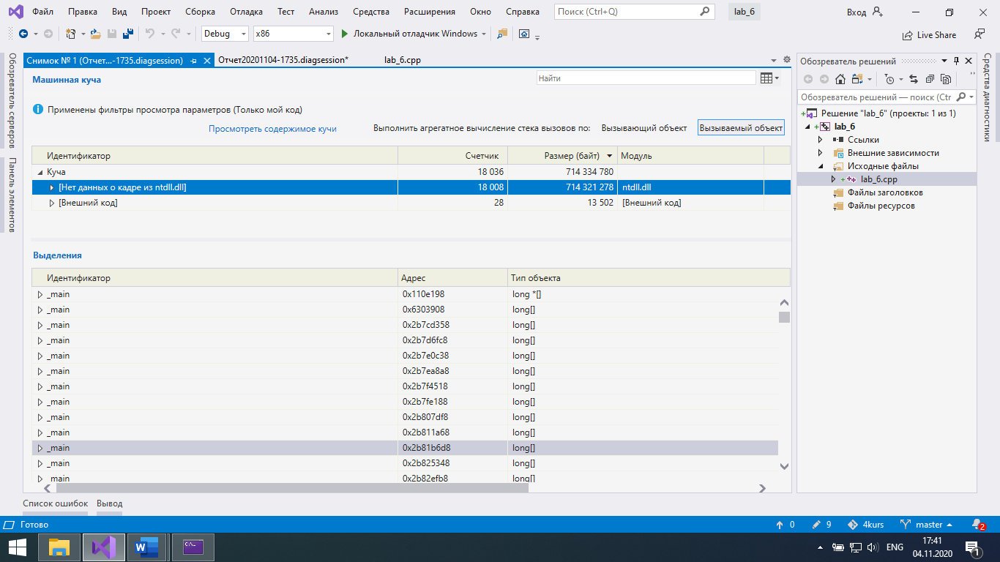 Файл Правка Вид Проект Сборка Отладка Тест Анализ Средства Расширения Окно Справка Поиск (Ctrl+Q) lab_6 Вход
Debug x86 Локальный отладчик Windows Live Share
Обозреватель серверов
Панель элементов
Снимок № 1 (Отчет...-1735.diagsession) Отчет20201104-1735.diagsession* lab_6.cpp
Машинная куча Найти
Применены фильтры просмотра параметров (Только мой код)
Просмотреть содержимое кучи Выполнить агрегатное вычисление стека вызовов по: Вызывающий объект Вызываемый объект
Идентификатор Счетчик Размер (байт) Модуль
Куча 18 036 714 334 780
[Нет данных о кадре из ntdll.dll] 18 008 714 321 278 ntdll.dll
[Внешний код] 28 13 502 [Внешний код]
Выделения
Идентификатор Адрес Тип объекта
_main 0x110e198 long *[]
_main 0x6303908 long[]
_main 0x2b7cd358 long[]
_main 0x2b7d6fc8 long[]
_main 0x2b7e0c38 long[]
_main 0x2b7ea8a8 long[]
_main 0x2b7f4518 long[]
_main 0x2b7fe188 long[]
_main 0x2b807df8 long[]
_main 0x2b811a68 long[]
_main 0x2b81b6d8 long[]
_main 0x2b825348 long[]
_main 0x2b82efb8 long[]
Обозреватель решений
Обозреватель решений — поиск (Ctr
Решение "lab_6" (проекты: 1 из 1)
lab_6
Ссылки
Внешние зависимости
Исходные файлы
lab_6.cpp
Файлы заголовков
Файлы ресурсов
Средства диагностики
Список ошибок Вывод
Готово 0 9 4kurs master 2
C:\.
ENG 17:41
04.11.2020 1